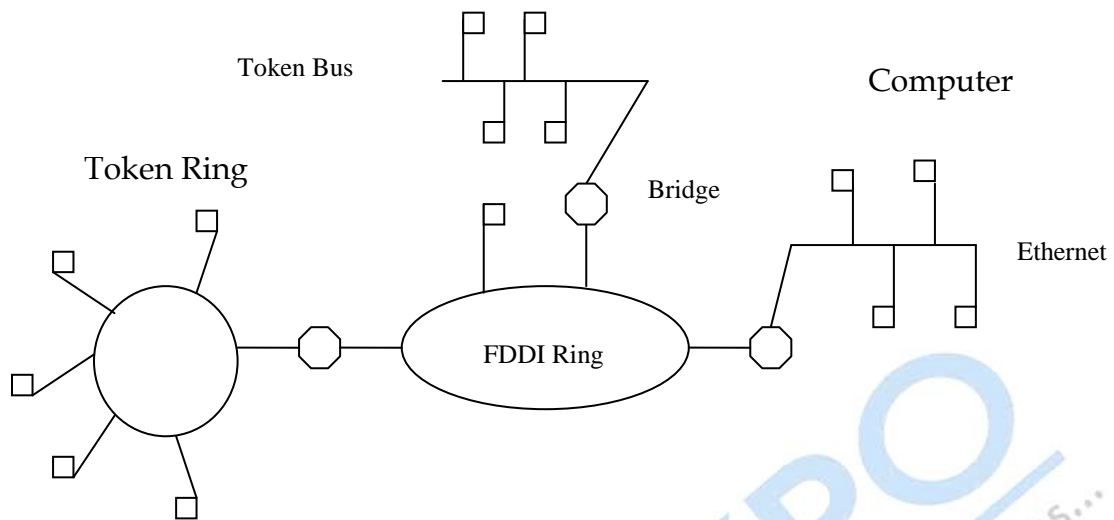 Token Bus
Computer
Token Ring
Bridge
Ethernet
FDDI Ring